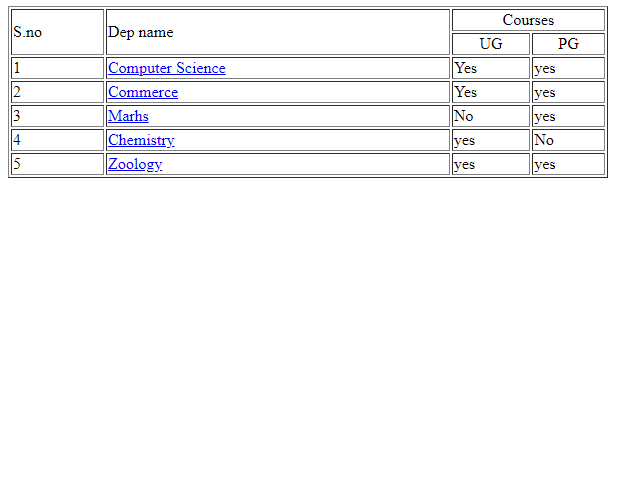 S.no Dep name Courses
UG PG
1 Computer Science Yes yes
2 Commerce Yes yes
3 Marhs No yes
4 Chemistry yes No
5 Zoology yes yes